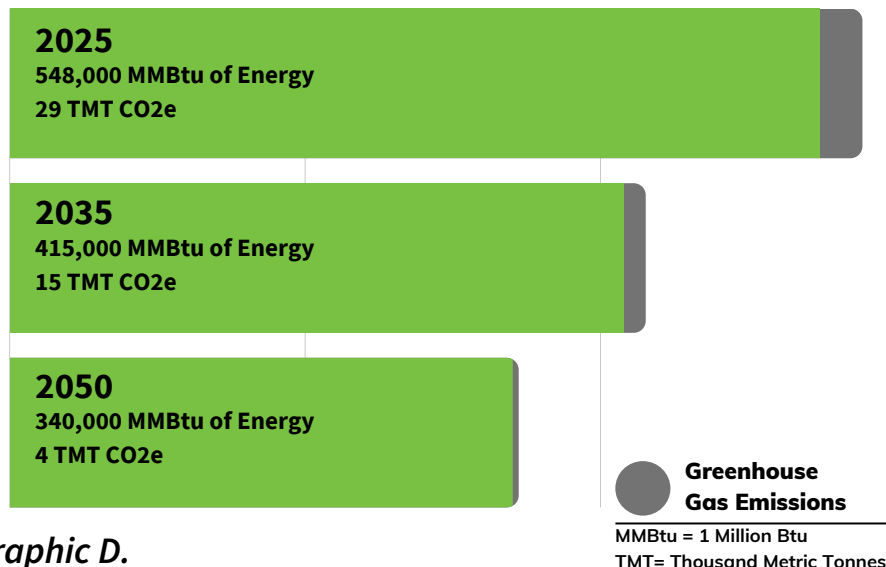 2025
548,000 MMBtu of Energy
29 TMT CO2e
2035
415,000 MMBtu of Energy
15 TMT CO2e
2050
340,000 MMBtu of Energy
4 TMT CO2e
Greenhouse
Gas Emissions
MMBtu = 1 Million Btu
TMT= Thousand Metric Tonnes
raphic D.